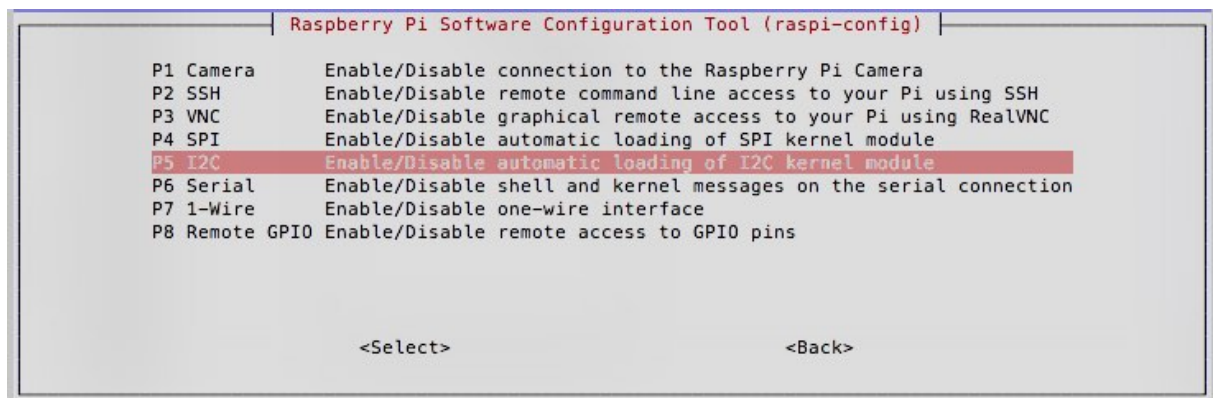 Raspberry Pi Software Configuration Tool (raspi-config)
P1 Camera Enable/Disable connection to the Raspberry Pi Camera
P2 SSH Enable/Disable remote command line access to your Pi using SSH
P3 VNC Enable/Disable graphical remote access to your Pi using RealVNC
P4 SPI Enable/Disable automatic loading of SPI kernel module
P5 I2C Enable/Disable automatic loading of I2C kernel module
P6 Serial Enable/Disable shell and kernel messages on the serial connection
P7 1-Wire Enable/Disable one-wire interface
P8 Remote GPIO Enable/Disable remote access to GPIO pins
<Select> <Back>